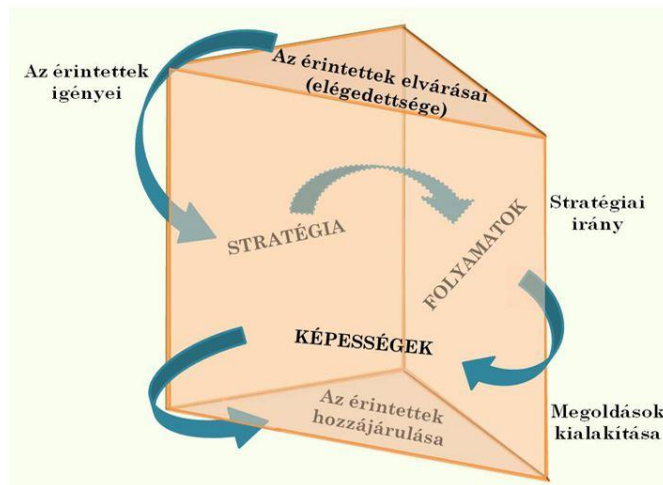 Az érintettek
igényei
Az érintettek elvárásai
(elégedettsége)
STRATÉGIA
FOLYAMATOK
Stratégiai
irány
KÉPESSÉGEK
Az érintettek
hozzájárulása
Megoldások
kialakítása